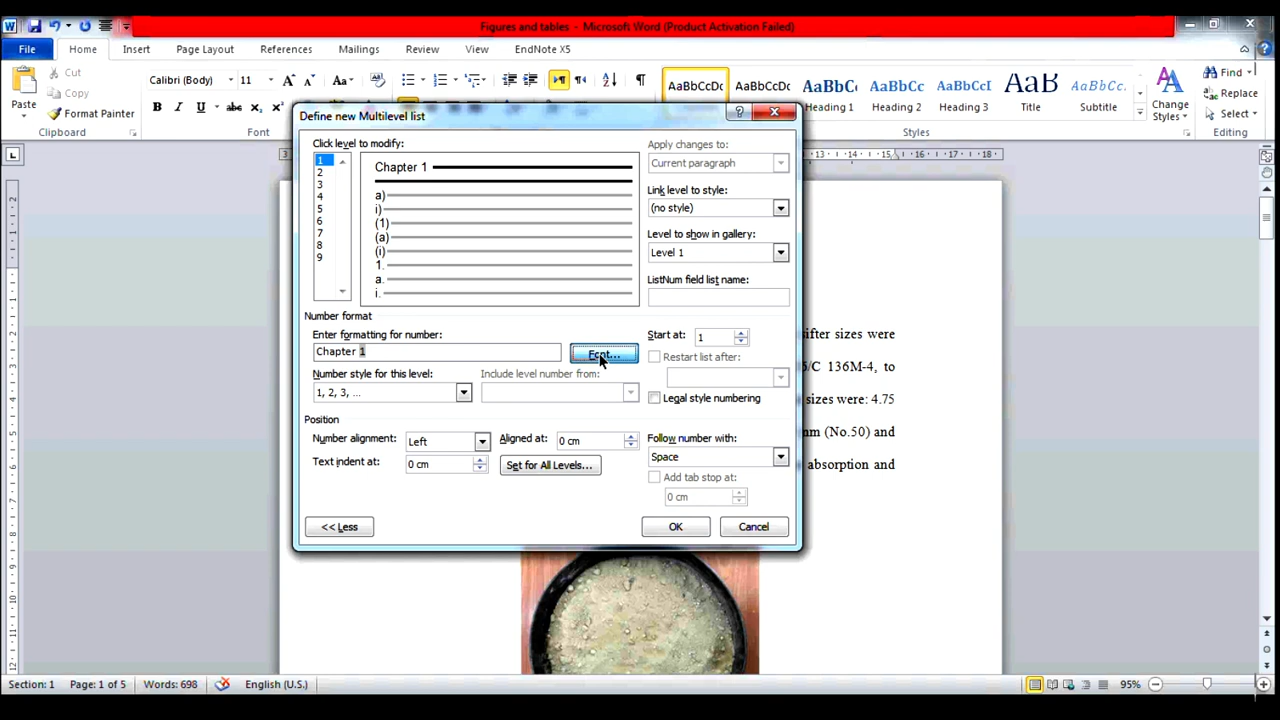 Figures and tables - Microsoft Word (Product Activation Failed)
File Home Insert Page Layout References Mailings Review View EndNote X5
Paste
Cut
Copy
Format Painter
Clipboard
Calibri (Body) 11
Font
AaBbCcDc AaBbCcDc AaBbC AaBbCc AaBbCcI AaB AaBbCcI
Heading 1 Heading 2 Heading 3 Title Subtitle
Change Styles
Styles
Find
Replace
Select
Editing
Define new Multilevel list
Click level to modify:
1
2
3
4
5
6
7
8
9
Chapter 1
a)
i)
(1)
(a)
(i)
1.
a.
i.
Apply changes to:
Current paragraph
Link level to style:
(no style)
Level to show in gallery:
Level 1
ListNum field list name:
Number format
Enter formatting for number:
Chapter 1
Font...
Number style for this level:
1, 2, 3, ...
Include level number from:
Start at: 1
Restart list after:
Legal style numbering
Position
Number alignment: Left
Aligned at: 0 cm
Text indent at: 0 cm
Set for All Levels...
Follow number with:
Space
Add tab stop at:
0 cm
<< Less
OK
Cancel
3
13 14 15 16 17 18
ifter sizes were
/C 136M-4, to
sizes were: 4.75
m (No.50) and
absorption and
Section: 1 Page: 1 of 5 Words: 698 English (U.S.) 95%